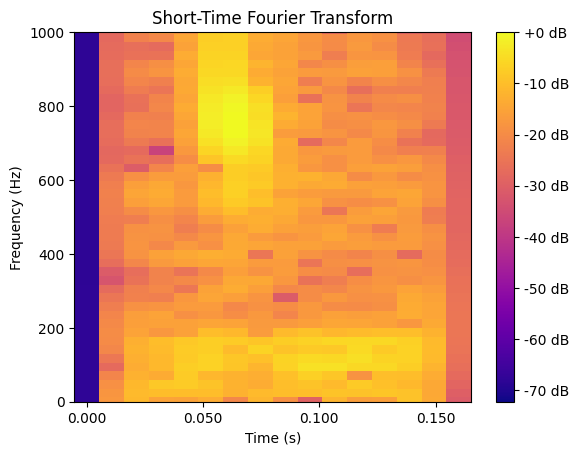 Short-Time Fourier Transform
Frequency (Hz)
1000
800
600
400
200
0
0.000
0.050
0.100
0.150
Time (s)
+0 dB
-10 dB
-20 dB
-30 dB
-40 dB
-50 dB
-60 dB
-70 dB